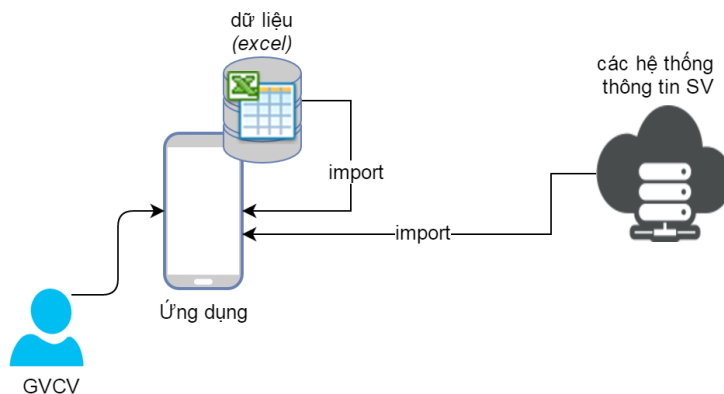 dữ liệu
(excel)
các hệ thống
thông tin SV
import
import
Ứng dụng
GVCV